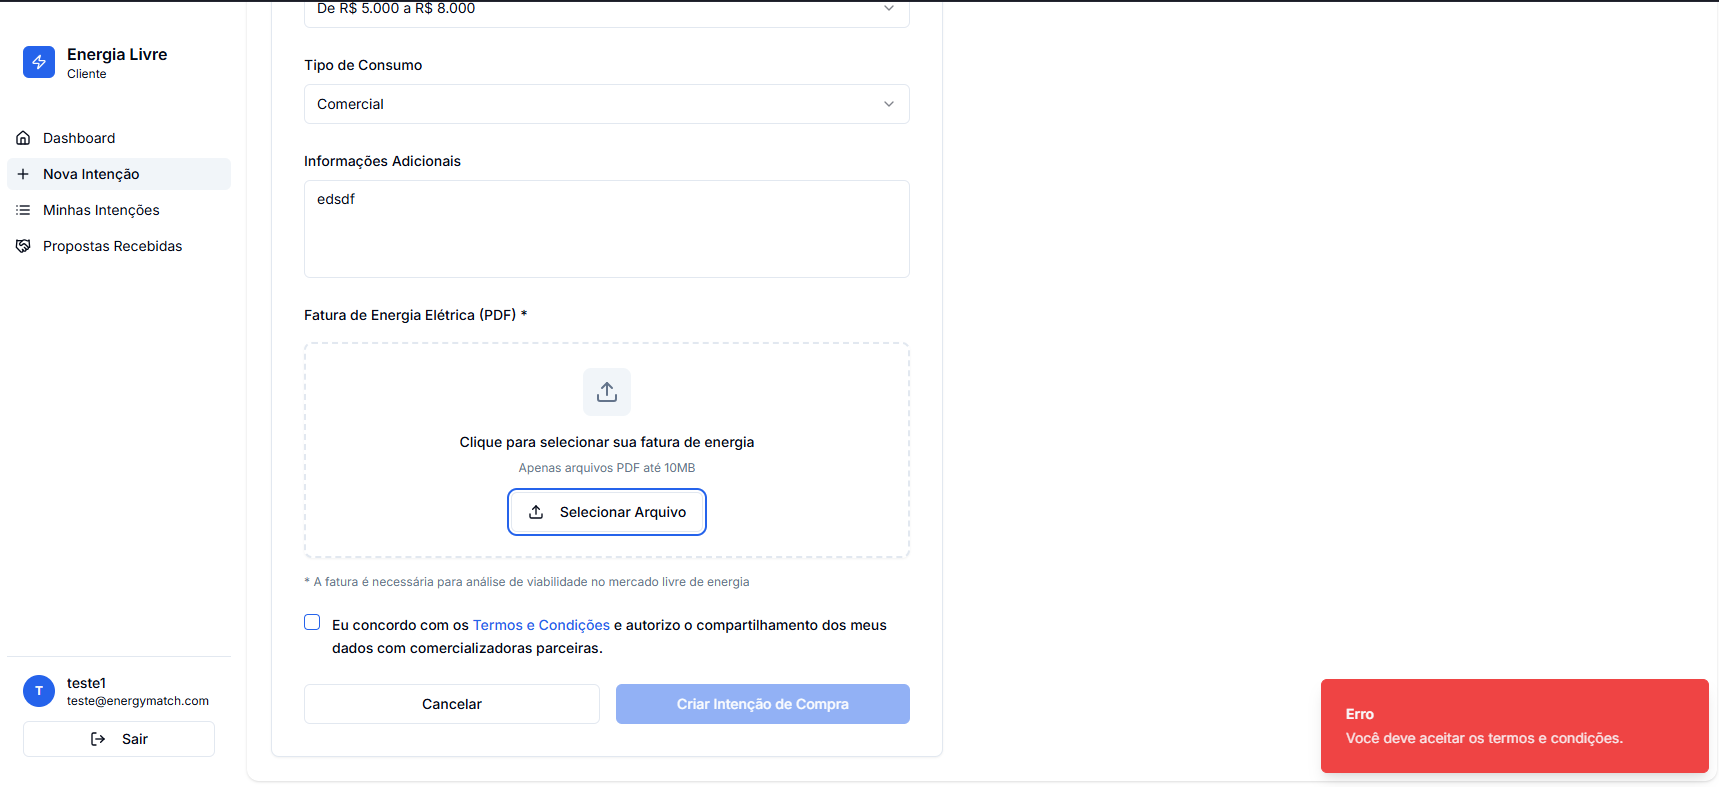 Energia Livre
Cliente
Dashboard
Nova Intenção
Minhas Intenções
Propostas Recebidas
T
teste1
teste@energymatch.com
Sair
De R$ 5.000 a R$ 8.000
Tipo de Consumo
Comercial
Informações Adicionais
edsdf
Fatura de Energia Elétrica (PDF) *
Clique para selecionar sua fatura de energia
Apenas arquivos PDF até 10MB
Selecionar Arquivo
* A fatura é necessária para análise de viabilidade no mercado livre de energia
Eu concordo com os Termos e Condições e autorizo o compartilhamento dos meus
dados com comercializadoras parceiras.
Cancelar
Criar Intenção de Compra
Erro
Você deve aceitar os termos e condições.